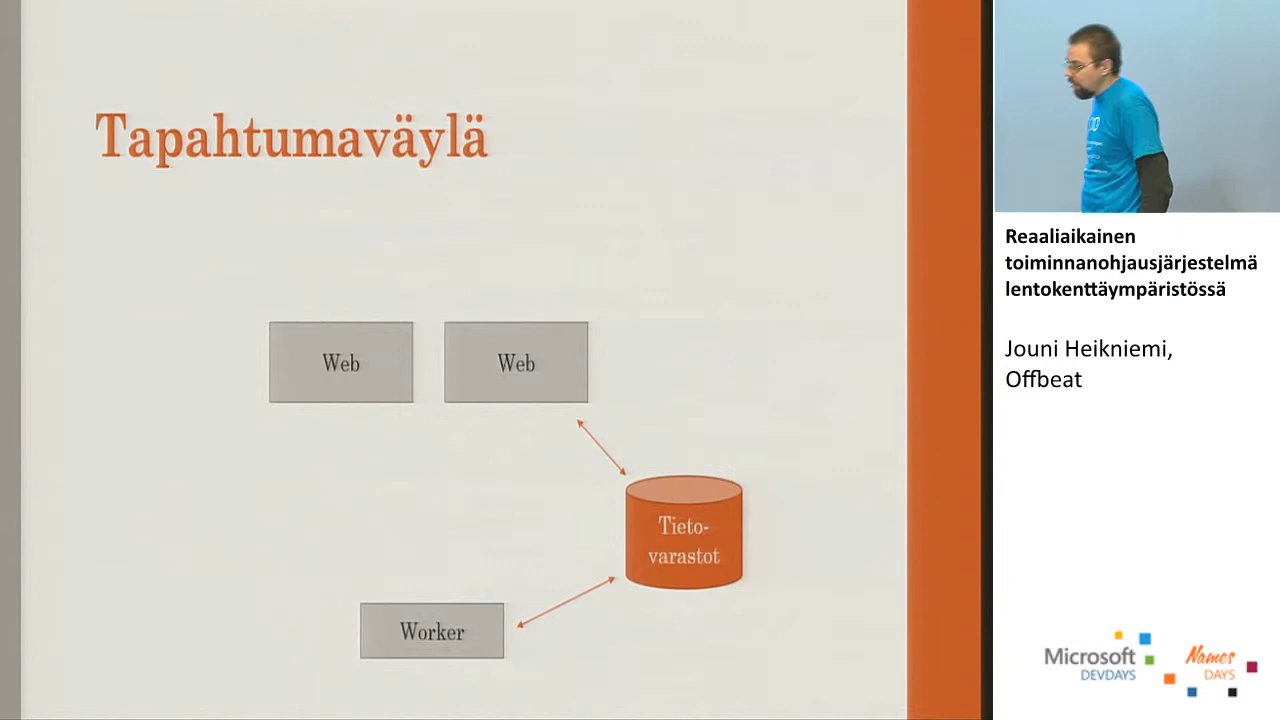 Tapahtumaväylä
Web
Web
Tieto-
varastot
Worker
Reaaliaikainen
toiminnanohjausjärjestelmä
lentokenttäympäristössä
Jouni Heikniemi,
Offbeat
Microsoft
DEVDAYS
Names
DAYS